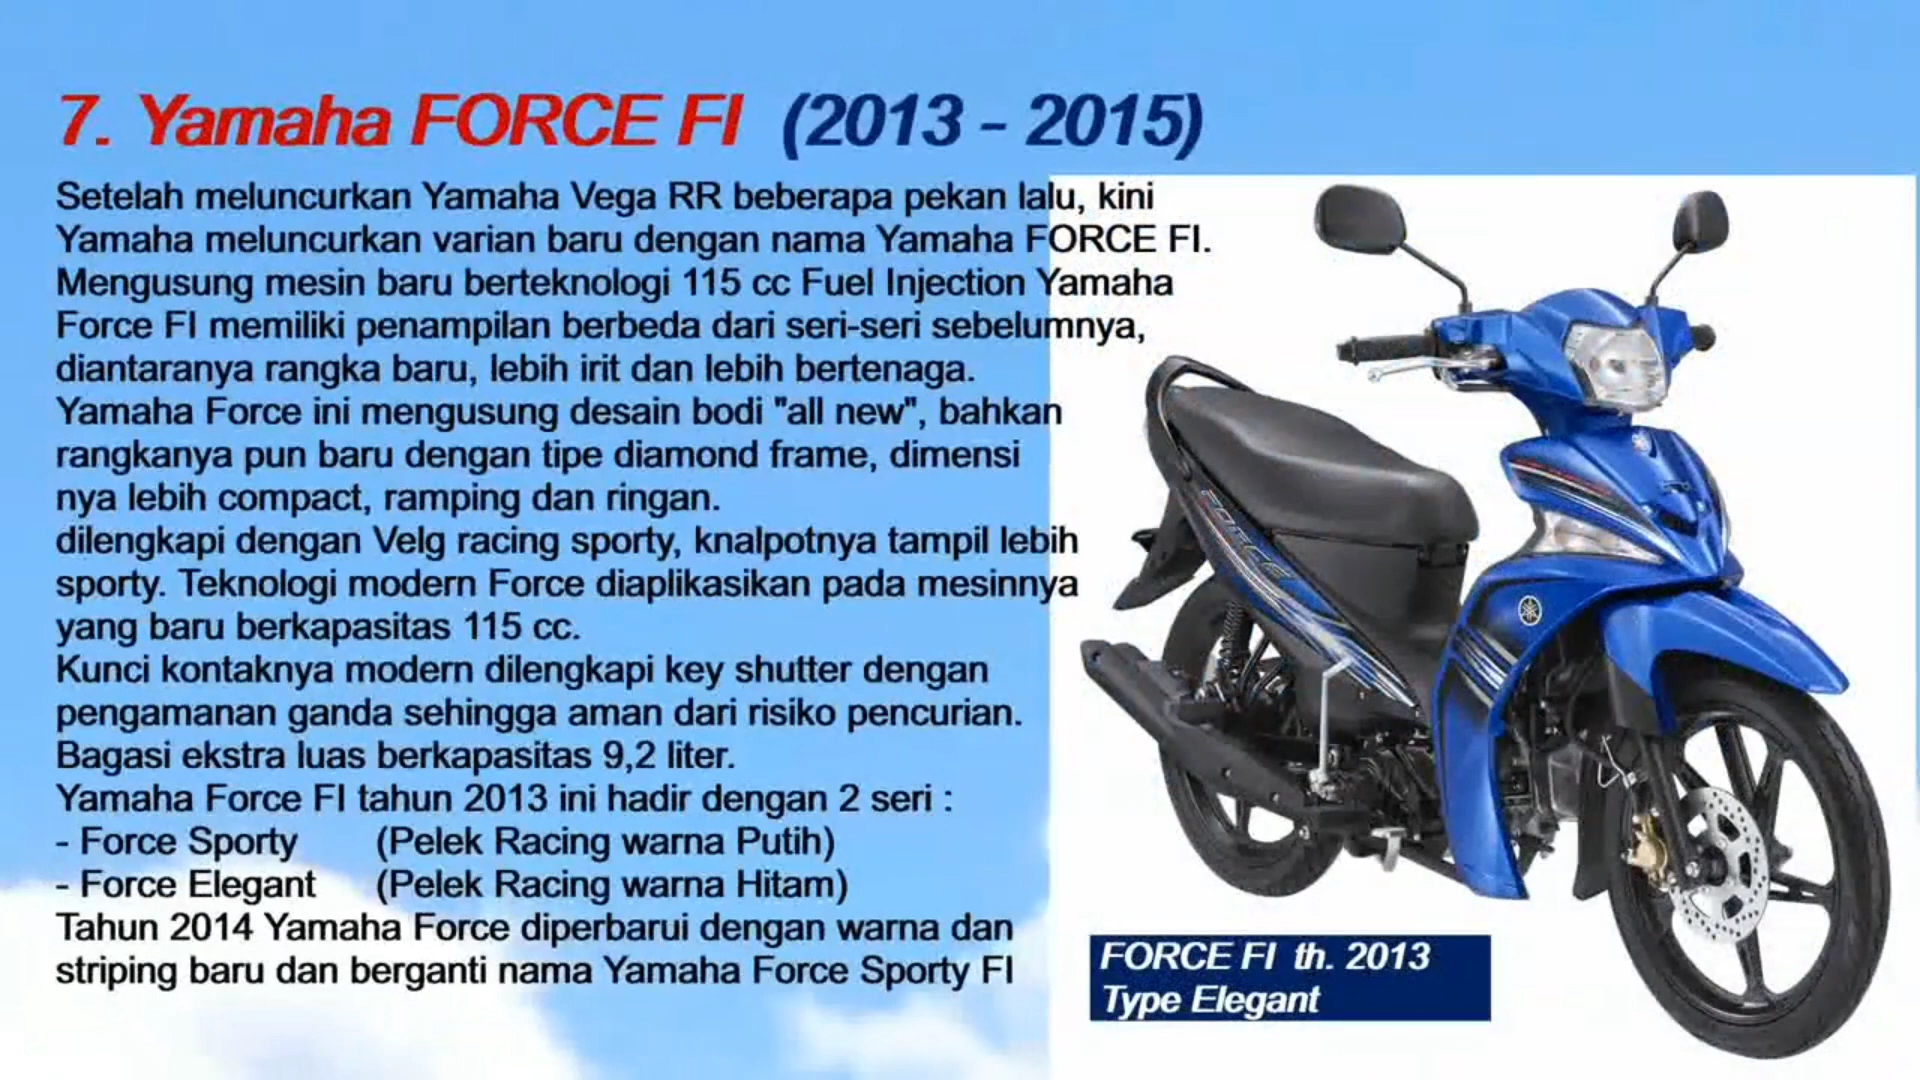 7. Yamaha FORCE FI (2013 - 2015)
Setelah meluncurkan Yamaha Vega RR beberapa pekan lalu, kini
Yamaha meluncurkan varian baru dengan nama Yamaha FORCE FI.
Mengusung mesin baru berteknologi 115 cc Fuel Injection Yamaha
Force FI memiliki penampilan berbeda dari seri-seri sebelumnya,
diantaranya rangka baru, lebih irit dan lebih bertenaga.
Yamaha Force ini mengusung desain bodi "all new", bahkan
rangkanya pun baru dengan tipe diamond frame, dimensi
nya lebih compact, ramping dan ringan.
dilengkapi dengan Velg racing sporty, knalpotnya tampil lebih
sporty. Teknologi modern Force diaplikasikan pada mesinnya
yang baru berkapasitas 115 cc.
Kunci kontaknya modern dilengkapi key shutter dengan
pengamanan ganda sehingga aman dari risiko pencurian.
Bagasi ekstra luas berkapasitas 9,2 liter.
Yamaha Force FI tahun 2013 ini hadir dengan 2 seri :
- Force Sporty (Pelek Racing warna Putih)
- Force Elegant (Pelek Racing warna Hitam)
Tahun 2014 Yamaha Force diperbarui dengan warna dan
striping baru dan berganti nama Yamaha Force Sporty FI
FORCE
FORCE FI th. 2013
Type Elegant